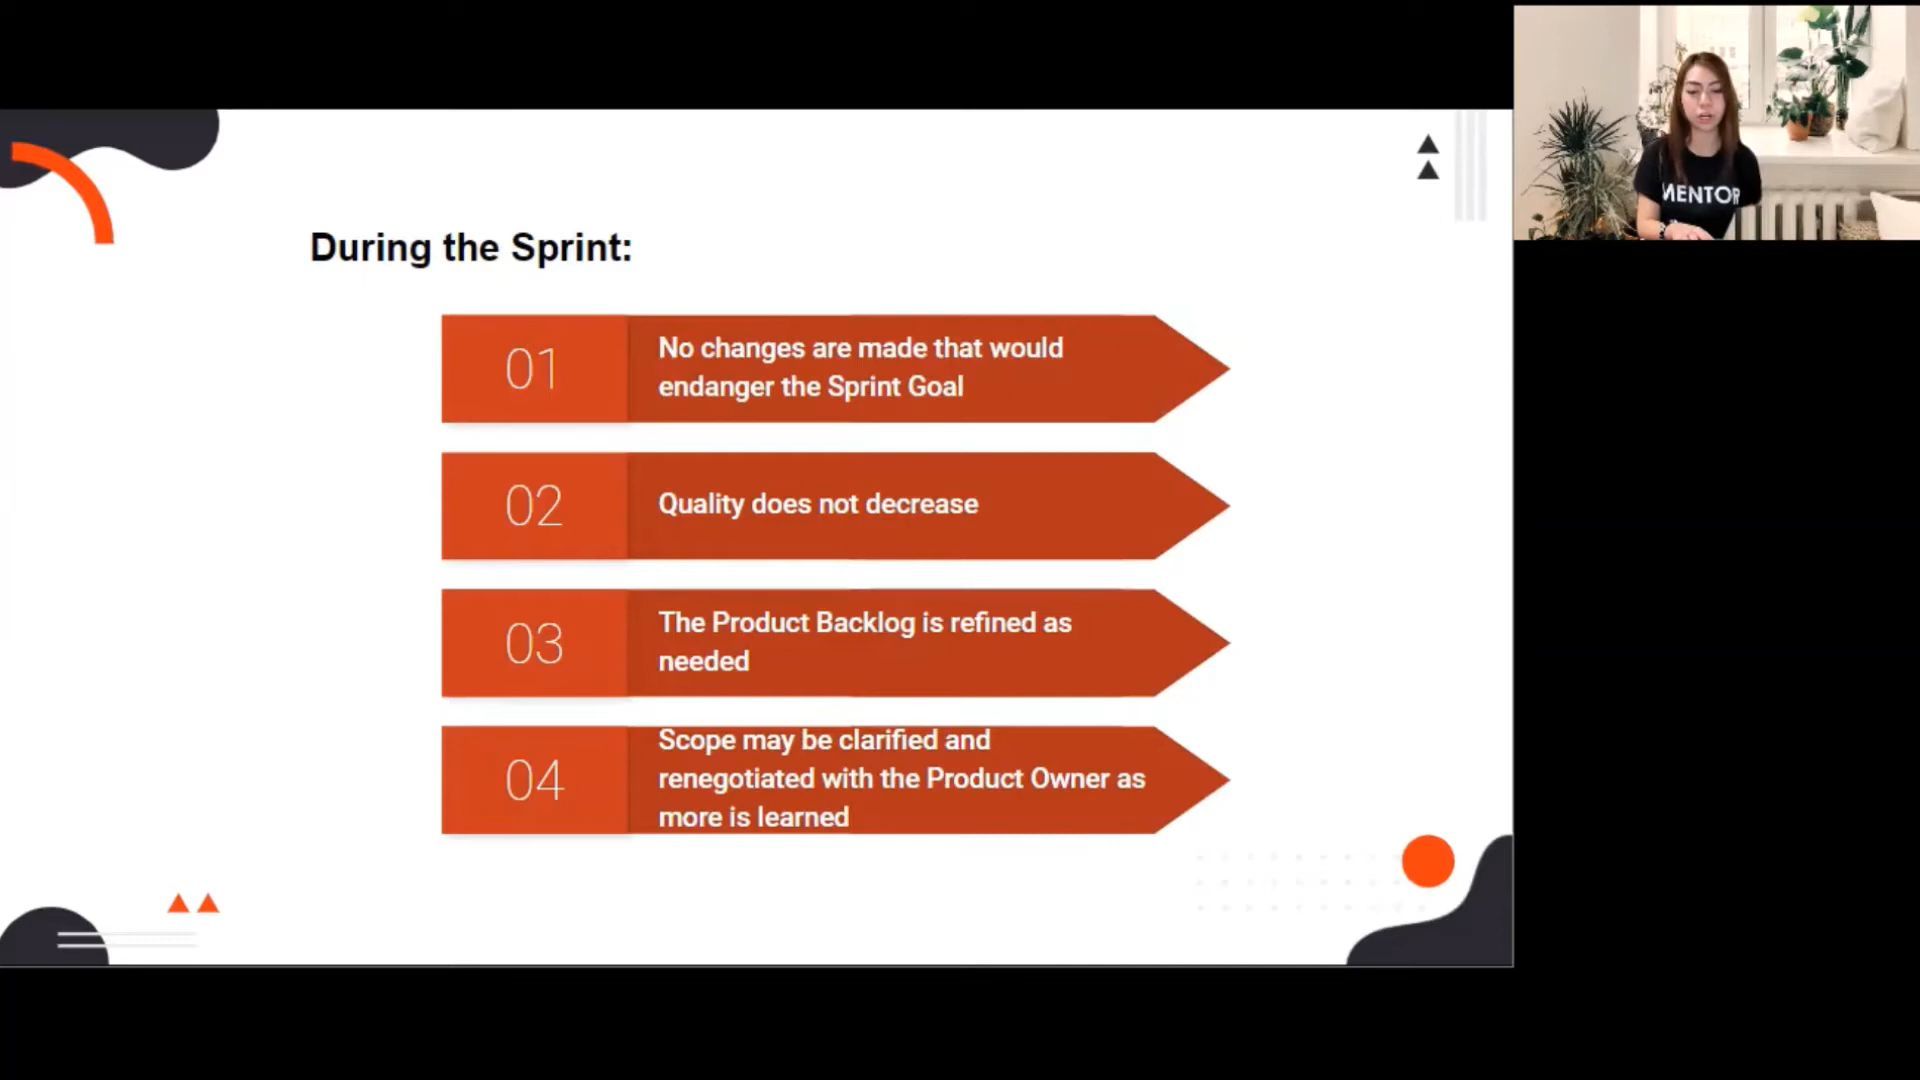 During the Sprint:
01
No changes are made that would
endanger the Sprint Goal
02
Quality does not decrease
03
The Product Backlog is refined as
needed
04
Scope may be clarified and
renegotiated with the Product Owner as
more is learned
MENTOR